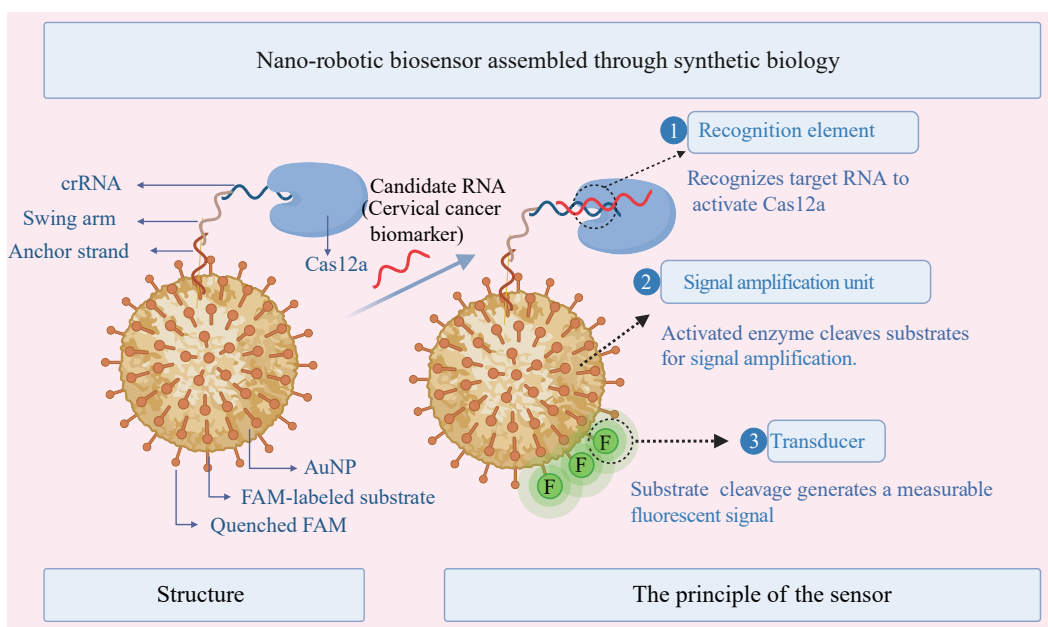 Nano-robotic biosensor assembled through synthetic biology
crRNA
Swing arm
Anchor strand
Cas12a
AuNP
FAM-labeled substrate
Quenched FAM
Candidate RNA
(Cervical cancer
biomarker)
1 Recognition element
Recognizes target RNA to
activate Cas12a
2 Signal amplification unit
Activated enzyme cleaves substrates
for signal amplification.
F
F
F
3 Transducer
Substrate cleavage generates a measurable
fluorescent signal
Structure
The principle of the sensor